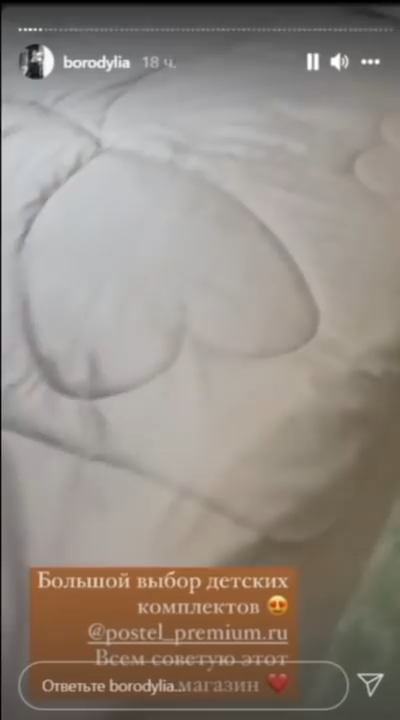 borodylia 18 ч.
Большой выбор детских
комплектов 😍
@postel_premium.ru
Всем советую этот
магазин ❤️
Ответьте borodylia...